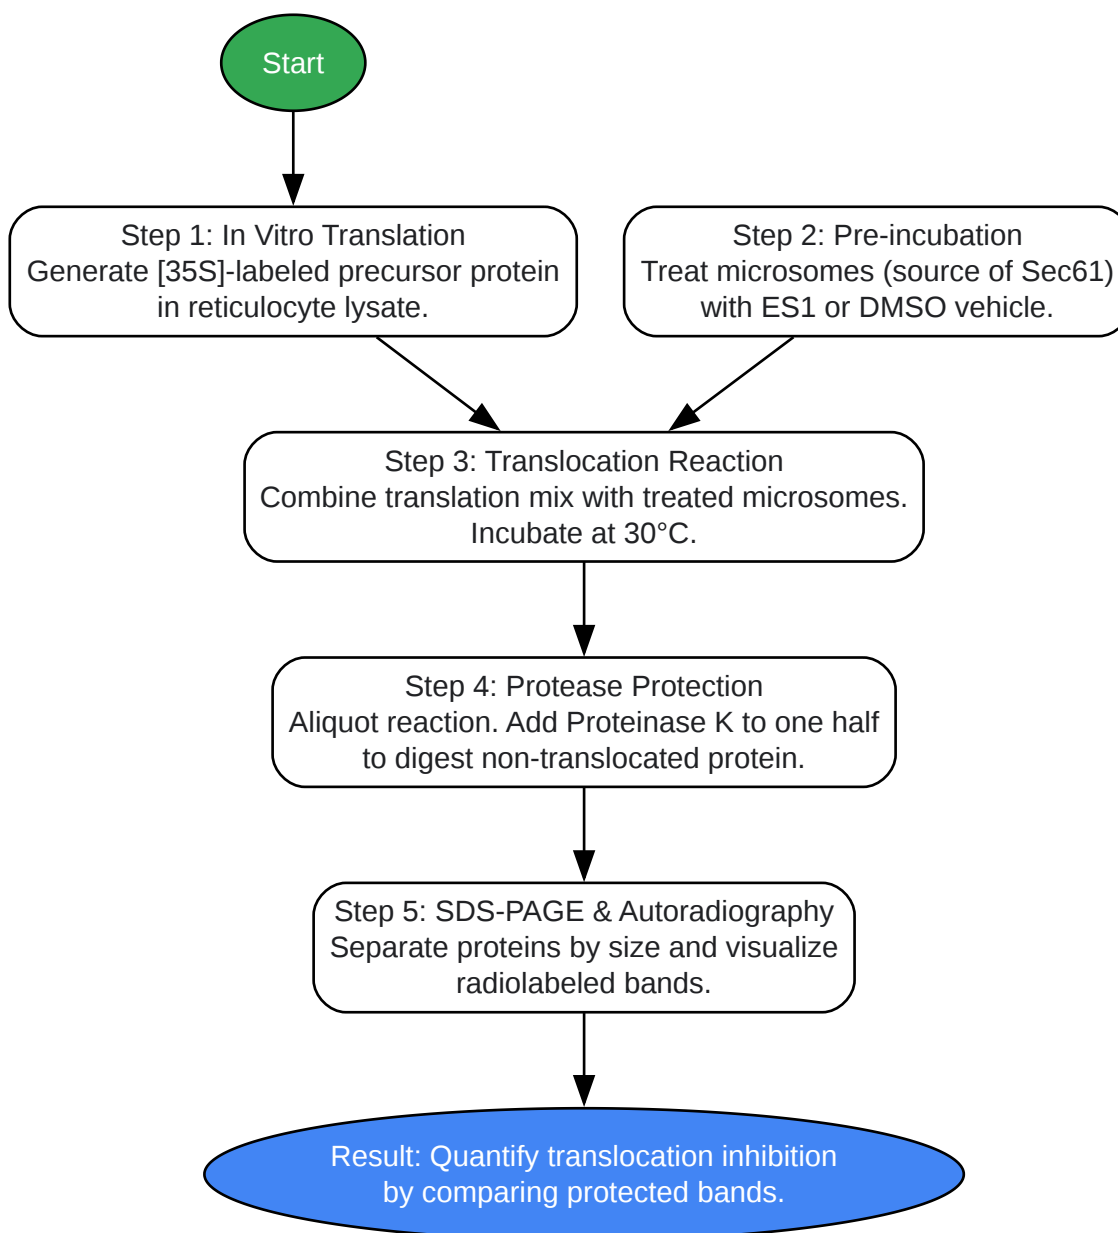 Start
Step 1: In Vitro Translation
Generate [35S]-labeled precursor protein
in reticulocyte lysate.
Step 2: Pre-incubation
Treat microsomes (source of Sec61)
with ES1 or DMSO vehicle.
Step 3: Translocation Reaction
Combine translation mix with treated microsomes.
Incubate at 30°C.
Step 4: Protease Protection
Aliquot reaction. Add Proteinase K to one half
to digest non-translocated protein.
Step 5: SDS-PAGE & Autoradiography
Separate proteins by size and visualize
radiolabeled bands.
Result: Quantify translocation inhibition
by comparing protected bands.